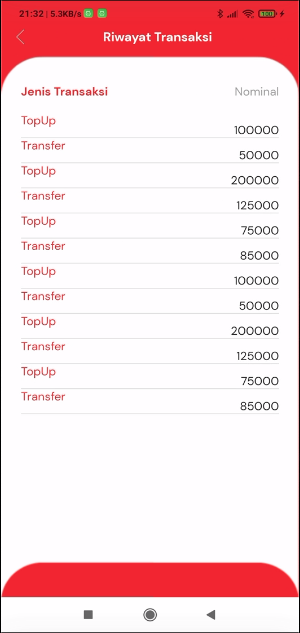 21:32 | 5.3KB/s
100
Riwayat Transaksi
Jenis Transaksi Nominal
TopUp
100000
Transfer
50000
TopUp
200000
Transfer
125000
TopUp
75000
Transfer
85000
TopUp
100000
Transfer
50000
TopUp
200000
Transfer
125000
TopUp
75000
Transfer
85000